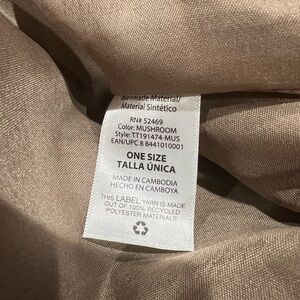 Manmade Material/
Material Sintético
RN# 52469
Color: MUSHROOM
Style: TT191474-MUS
EAN/UPC 8 8441010001
ONE SIZE
TALLA ÚNICA
MADE IN CAMBODIA
HECHO EN CAMBOYA
THIS LABEL YARN IS MADE
OUT OF 100% RECYCLED
POLYESTER MATERIALS